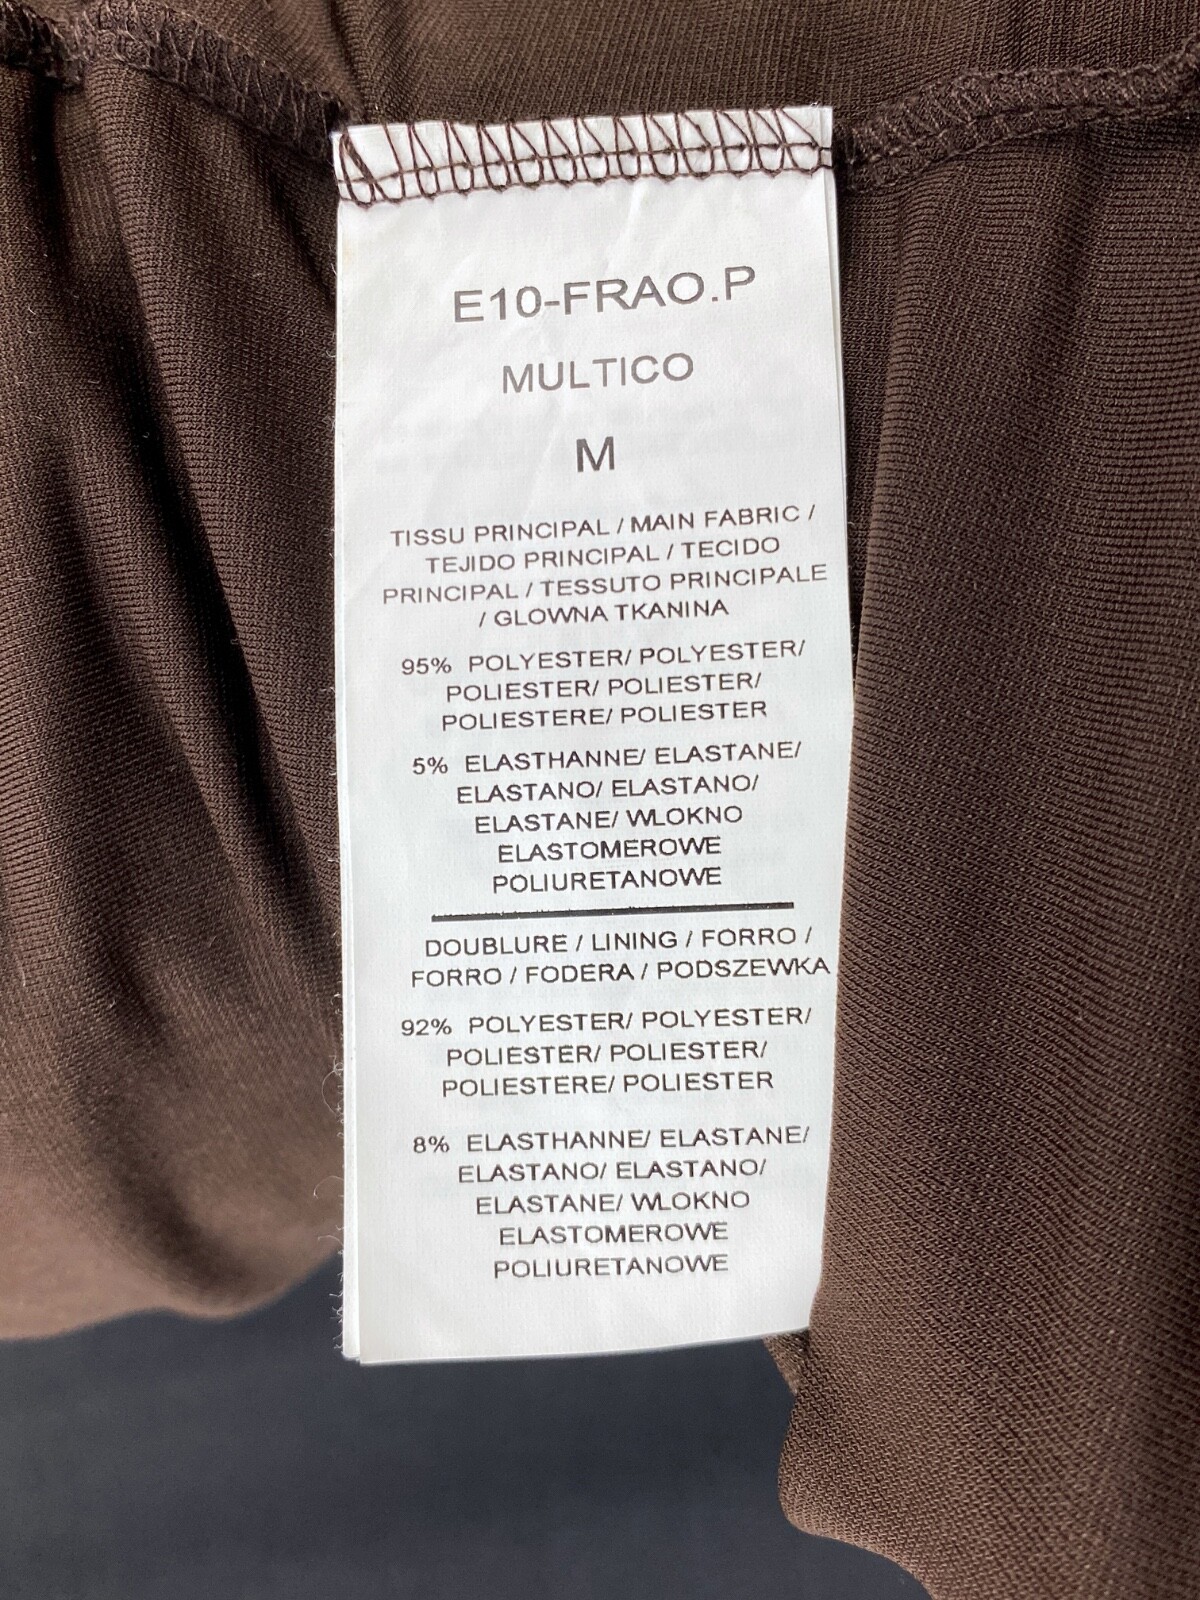 E10-FRAO.P
MULTICO
M
TISSU PRINCIPAL / MAIN FABRIC /
TEJIDO PRINCIPAL / TECIDO
PRINCIPAL / TESSUTO PRINCIPALE
/ GLOWNA TKANINA
95% POLYESTER/ POLYESTER/
POLIESTER/ POLIESTER/
POLIESTERE/ POLIESTER
5% ELASTHANNE/ ELASTANE/
ELASTANO/ ELASTANO/
ELASTANE/ WLOKNO
ELASTOMEROWE
POLIURETANOWE
DOUBLURE / LINING / FORRO /
FORRO / FODERA / PODSZEWKA
92% POLYESTER/ POLYESTER/
POLIESTER/ POLIESTER/
POLIESTERE/ POLIESTER
8% ELASTHANNE/ ELASTANE/
ELASTANO/ ELASTANO/
ELASTANE/ WLOKNO
ELASTOMEROWE
POLIURETANOWE